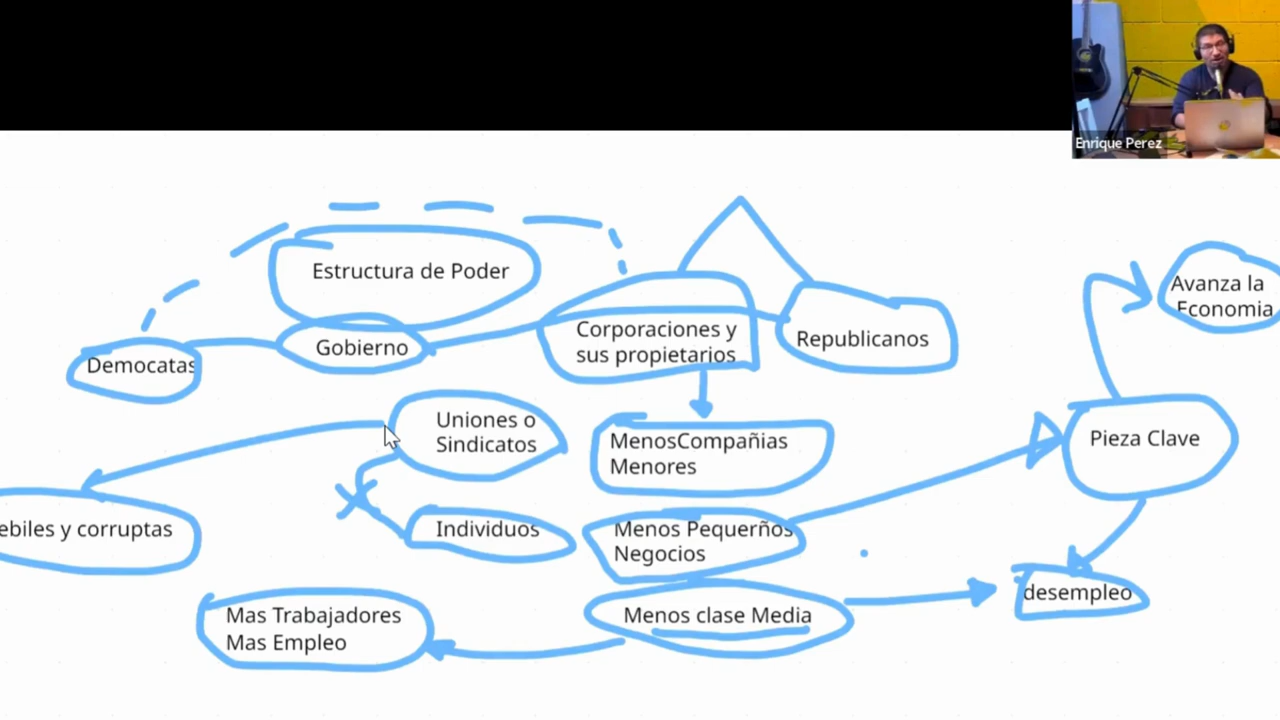 Enrique Perez
Estructura de Poder
Avanza la
Economia
Democatas
Gobierno
Corporaciones y
sus propietarios
Republicanos
Uniones o
Sindicatos
MenosCompañias
Menores
Pieza Clave
ebiles y corruptas
Individuos
Menos Pequerños
Negocios
desempleo
Mas Trabajadores
Mas Empleo
Menos clase Media